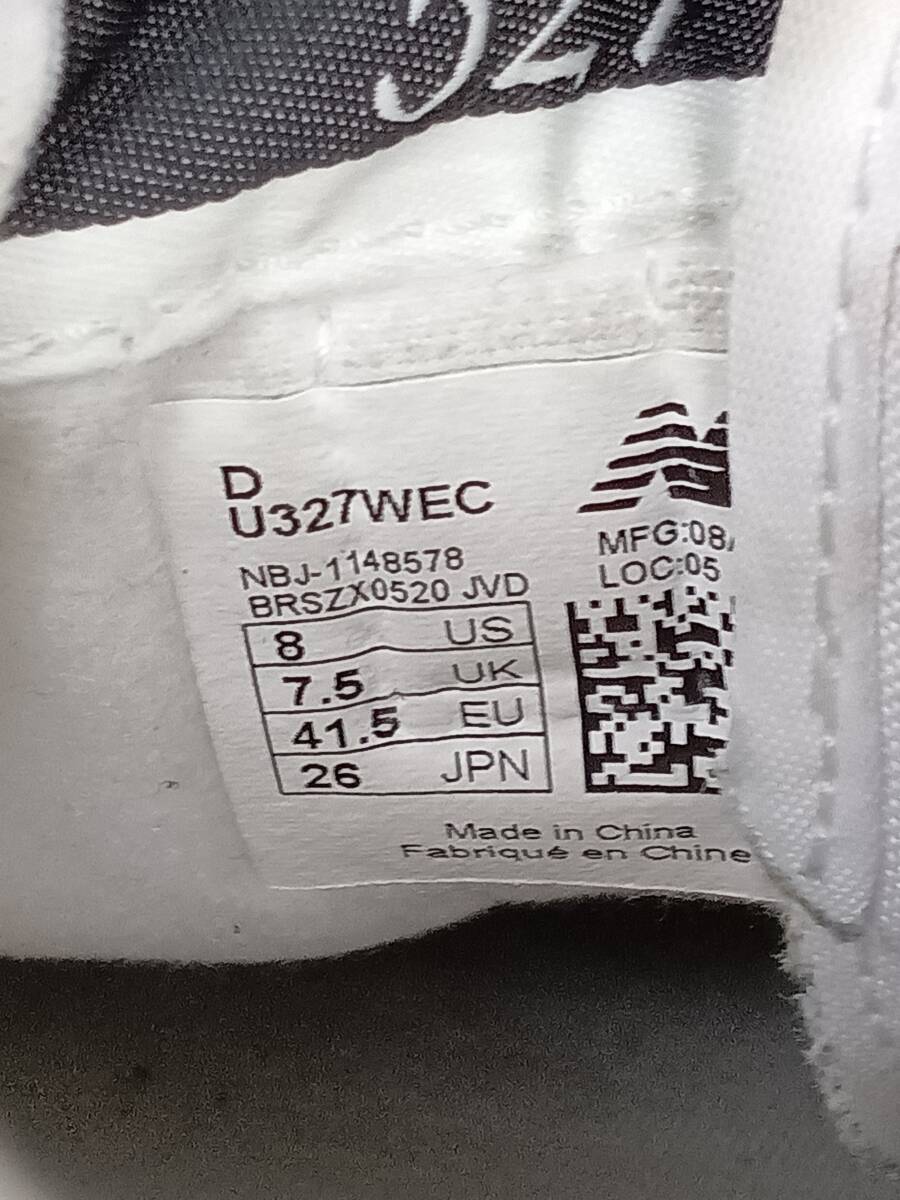 327
D
U327WEC
NBJ-1148578
BRSZX0520 JVD
8 US
7.5 UK
41.5 EU
26 JPN
MFG:08/
LOC:05
Made in China
Fabriqué en Chine